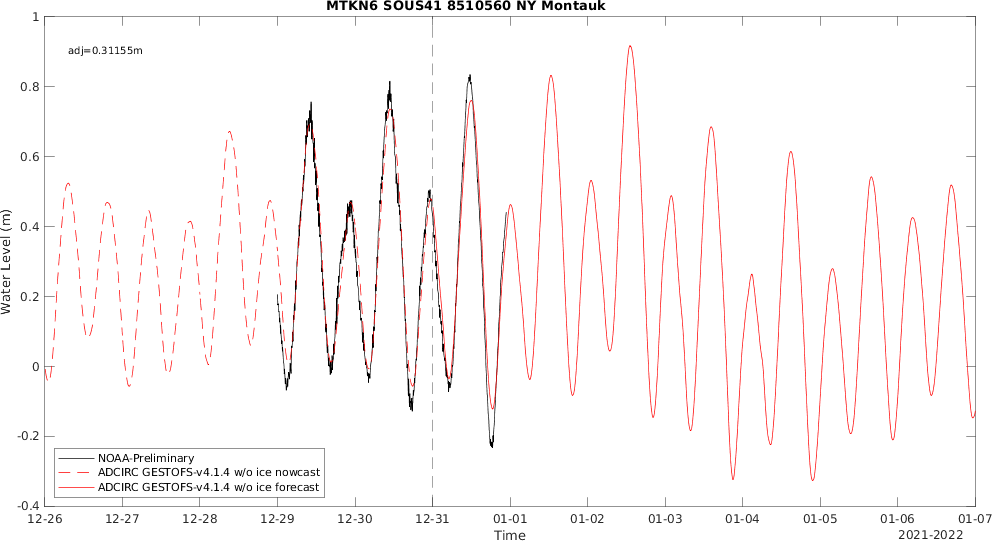 MTKN6 SOUS41 8510560 NY Montauk
adj=0.31155m
Water Level (m)
1
0.8
0.6
0.4
0.2
0
-0.2
-0.4
NOAA-Preliminary
ADCIRC GESTOFS-v4.1.4 w/o ice nowcast
ADCIRC GESTOFS-v4.1.4 w/o ice forecast
12-26 12-27 12-28 12-29 12-30 12-31 01-01 01-02 01-03 01-04 01-05 01-06 01-07
Time
2021-2022